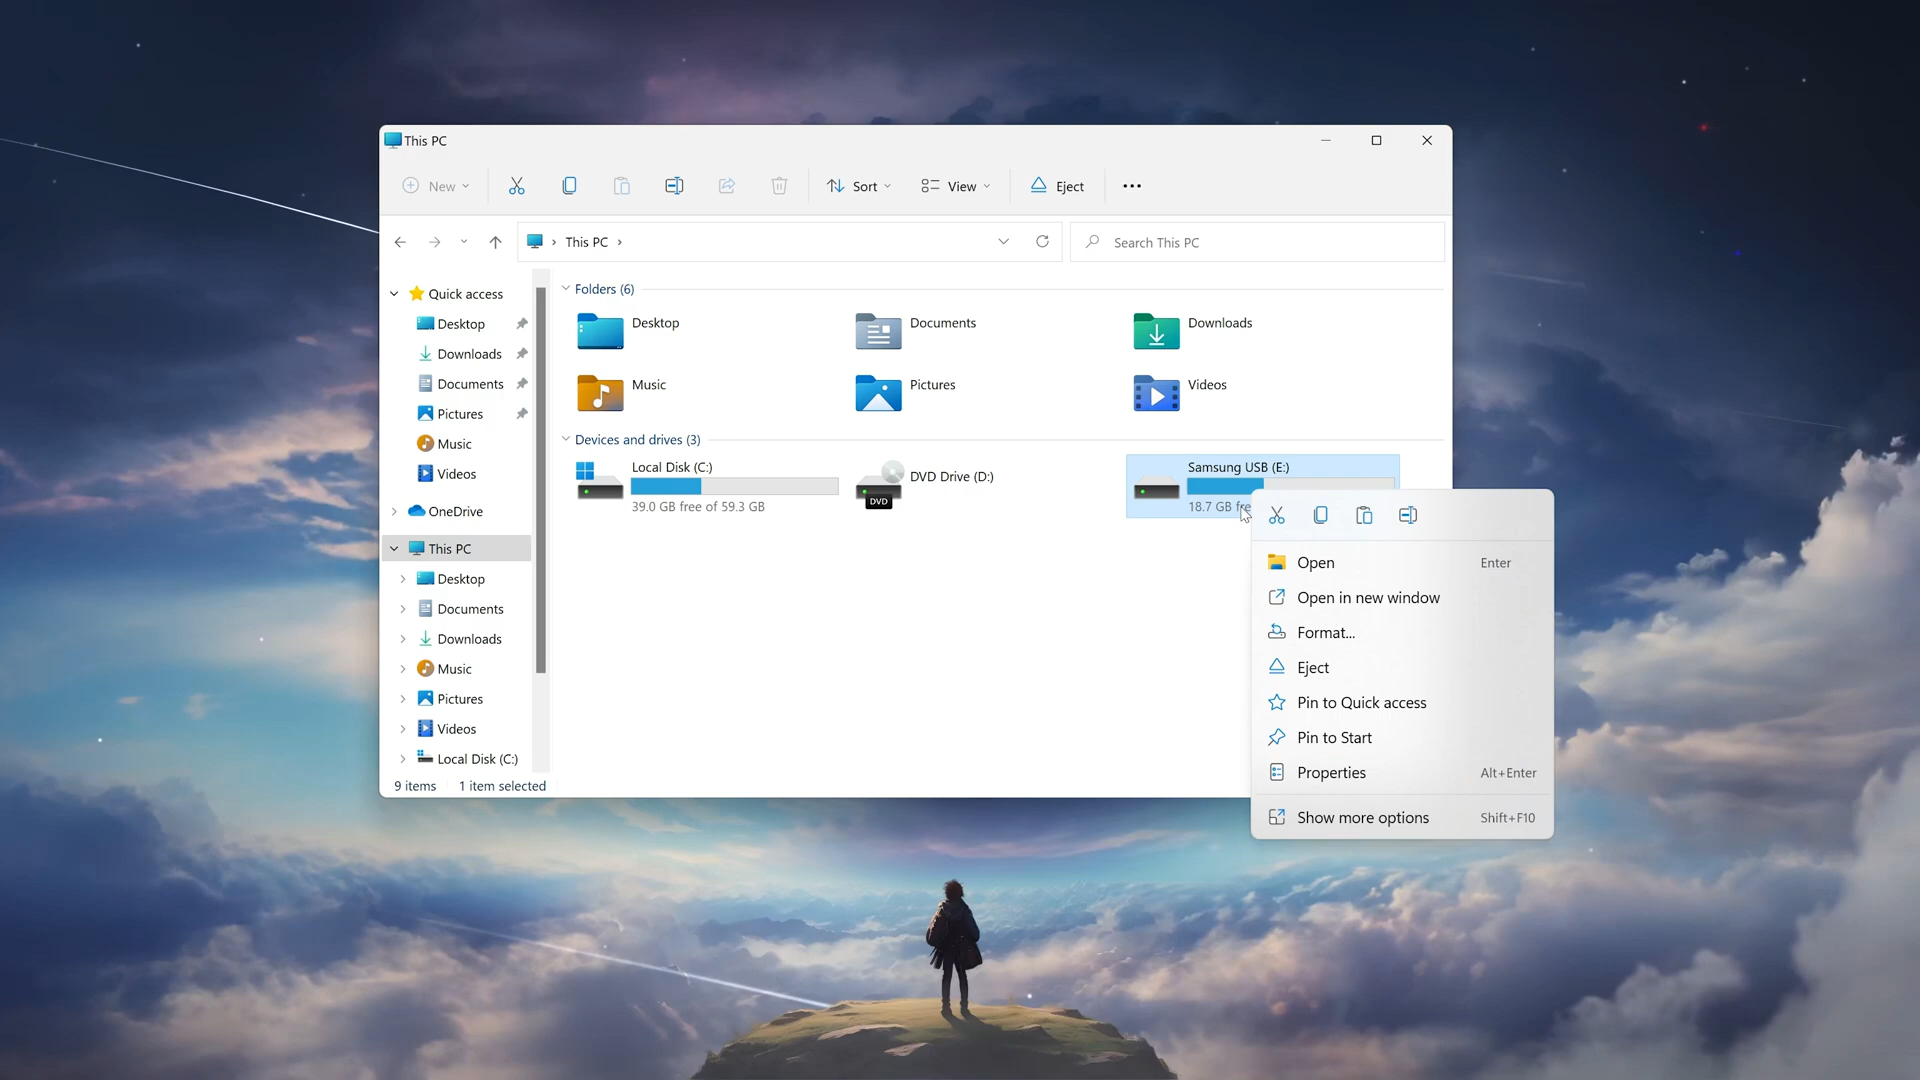 This PC
New
Sort
View
Eject
This PC
Search This PC
Quick access
Desktop
Downloads
Documents
Pictures
Music
Videos
OneDrive
This PC
Desktop
Documents
Downloads
Music
Pictures
Videos
Local Disk (C:)
Folders (6)
Desktop
Documents
Downloads
Music
Pictures
Videos
Devices and drives (3)
Local Disk (C:)
39.0 GB free of 59.3 GB
DVD
DVD Drive (D:)
Samsung USB (E:)
18.7 GB
Open Enter
Open in new window
Format...
Eject
Pin to Quick access
Pin to Start
Properties Alt+Enter
Show more options Shift+F10
9 items 1 item selected